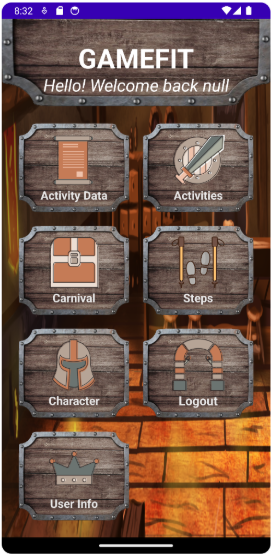 8:32
GAMEFIT
Hello! Welcome back null
Activity Data
Activities
Carnival
Steps
Character
Logout
User Info